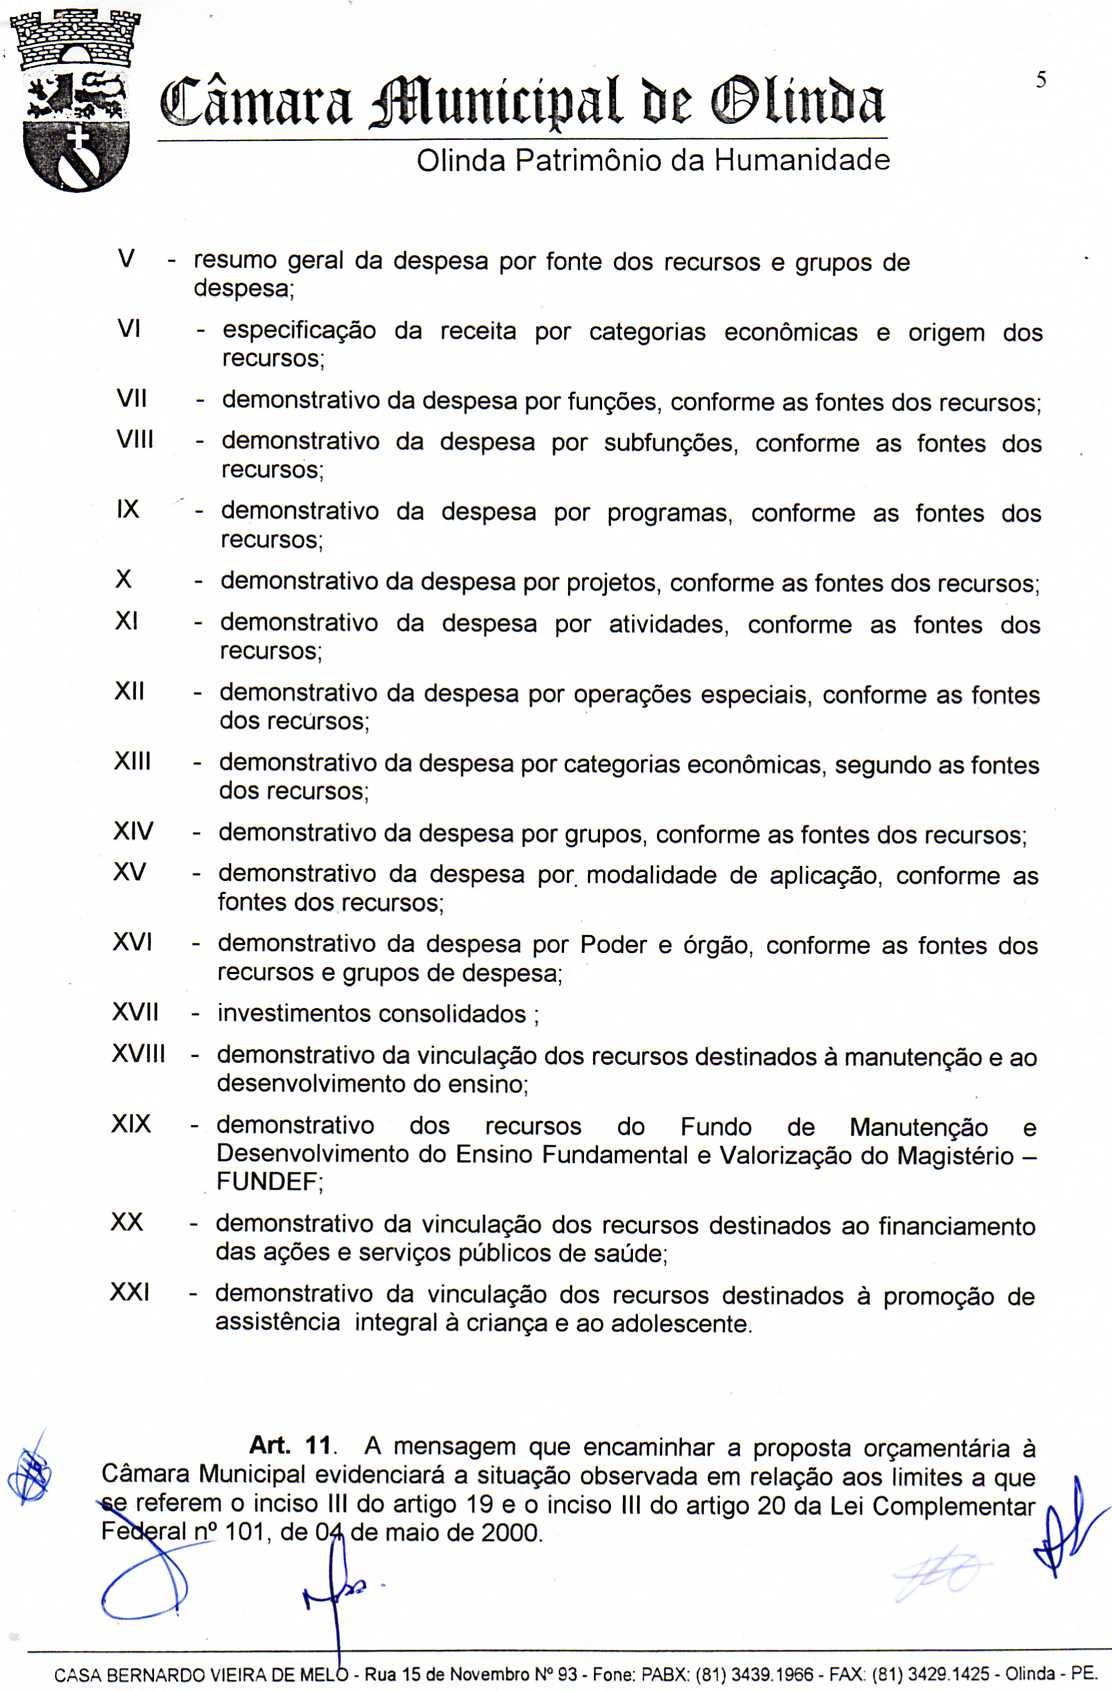 Câmara Municipal de Olinda
5
Olinda Patrimônio da Humanidade
V - resumo geral da despesa por fonte dos recursos e grupos de
despesa;
VI - especificação da receita por categorias econômicas e origem dos
recursos;
VII - demonstrativo da despesa por funções, conforme as fontes dos recursos;
VIII - demonstrativo da despesa por subfunções, conforme as fontes dos
recursos;
IX - demonstrativo da despesa por programas, conforme as fontes dos
recursos;
X - demonstrativo da despesa por projetos, conforme as fontes dos recursos;
XI - demonstrativo da despesa por atividades, conforme as fontes dos
recursos;
XII - demonstrativo da despesa por operações especiais, conforme as fontes
dos recursos;
XIII - demonstrativo da despesa por categorias econômicas, segundo as fontes
dos recursos;
XIV - demonstrativo da despesa por grupos, conforme as fontes dos recursos;
XV - demonstrativo da despesa por modalidade de aplicação, conforme as
fontes dos recursos;
XVI - demonstrativo da despesa por Poder e órgão, conforme as fontes dos
recursos e grupos de despesa;
XVII - investimentos consolidados ;
XVIII - demonstrativo da vinculação dos recursos destinados à manutenção e ao
desenvolvimento do ensino;
XIX - demonstrativo dos recursos do Fundo de Manutenção e
Desenvolvimento do Ensino Fundamental e Valorização do Magistério –
FUNDEF;
XX - demonstrativo da vinculação dos recursos destinados ao financiamento
das ações e serviços públicos de saúde;
XXI - demonstrativo da vinculação dos recursos destinados à promoção de
assistência integral à criança e ao adolescente.
Art. 11. A mensagem que encaminhar a proposta orçamentária à
Câmara Municipal evidenciará a situação observada em relação aos limites a que
se referem o inciso III do artigo 19 e o inciso III do artigo 20 da Lei Complementar
Federal nº 101, de 04 de maio de 2000.
CASA BERNARDO VIEIRA DE MELO - Rua 15 de Novembro Nº 93 - Fone: PABX: (81) 3439.1966 - FAX: (81) 3429.1425 - Olinda - PE.